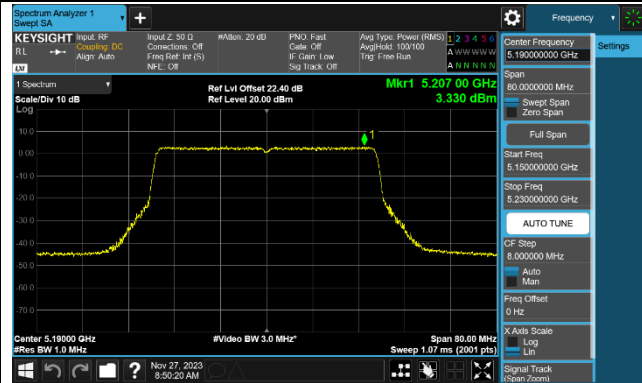 Spectrum Analyzer 1
Swept SA
Frequency
KEYSIGHT
RL
LXI
Input: RF
Coupling: DC
Align: Auto
Input Z: 50 Ω
Corrections: Off
Freq Ref: Int (S)
NFE: Off
#Atten: 20 dB
PNO: Fast
Gate: Off
IF Gain: Low
Sig Track: Off
Avg Type: Power (RMS)
Avg|Hold: 100/100
Trig: Free Run
1 2 3 4 5 6
A W W W W W
A N N N N N
1 Spectrum
Scale/Div 10 dB
Log
Ref Lvl Offset 22.40 dB
Ref Level 20.00 dBm
Mkr1 5.207 00 GHz
3.330 dBm
1
10.0
0.00
-10.0
-20.0
-30.0
-40.0
-50.0
-60.0
-70.0
Center 5.19000 GHz
#Res BW 1.0 MHz
#Video BW 3.0 MHz*
Span 80.00 MHz
Sweep 1.07 ms (2001 pts)
?
Nov 27, 2023
8:50:20 AM
Center Frequency
5.190000000 GHz
Span
80.0000000 MHz
Swept Span
Zero Span
Full Span
Start Freq
5.150000000 GHz
Stop Freq
5.230000000 GHz
AUTO TUNE
CF Step
8.000000 MHz
Auto
Man
Freq Offset
0 Hz
X Axis Scale
Log
Lin
Signal Track
(Span Zoom)
Settings